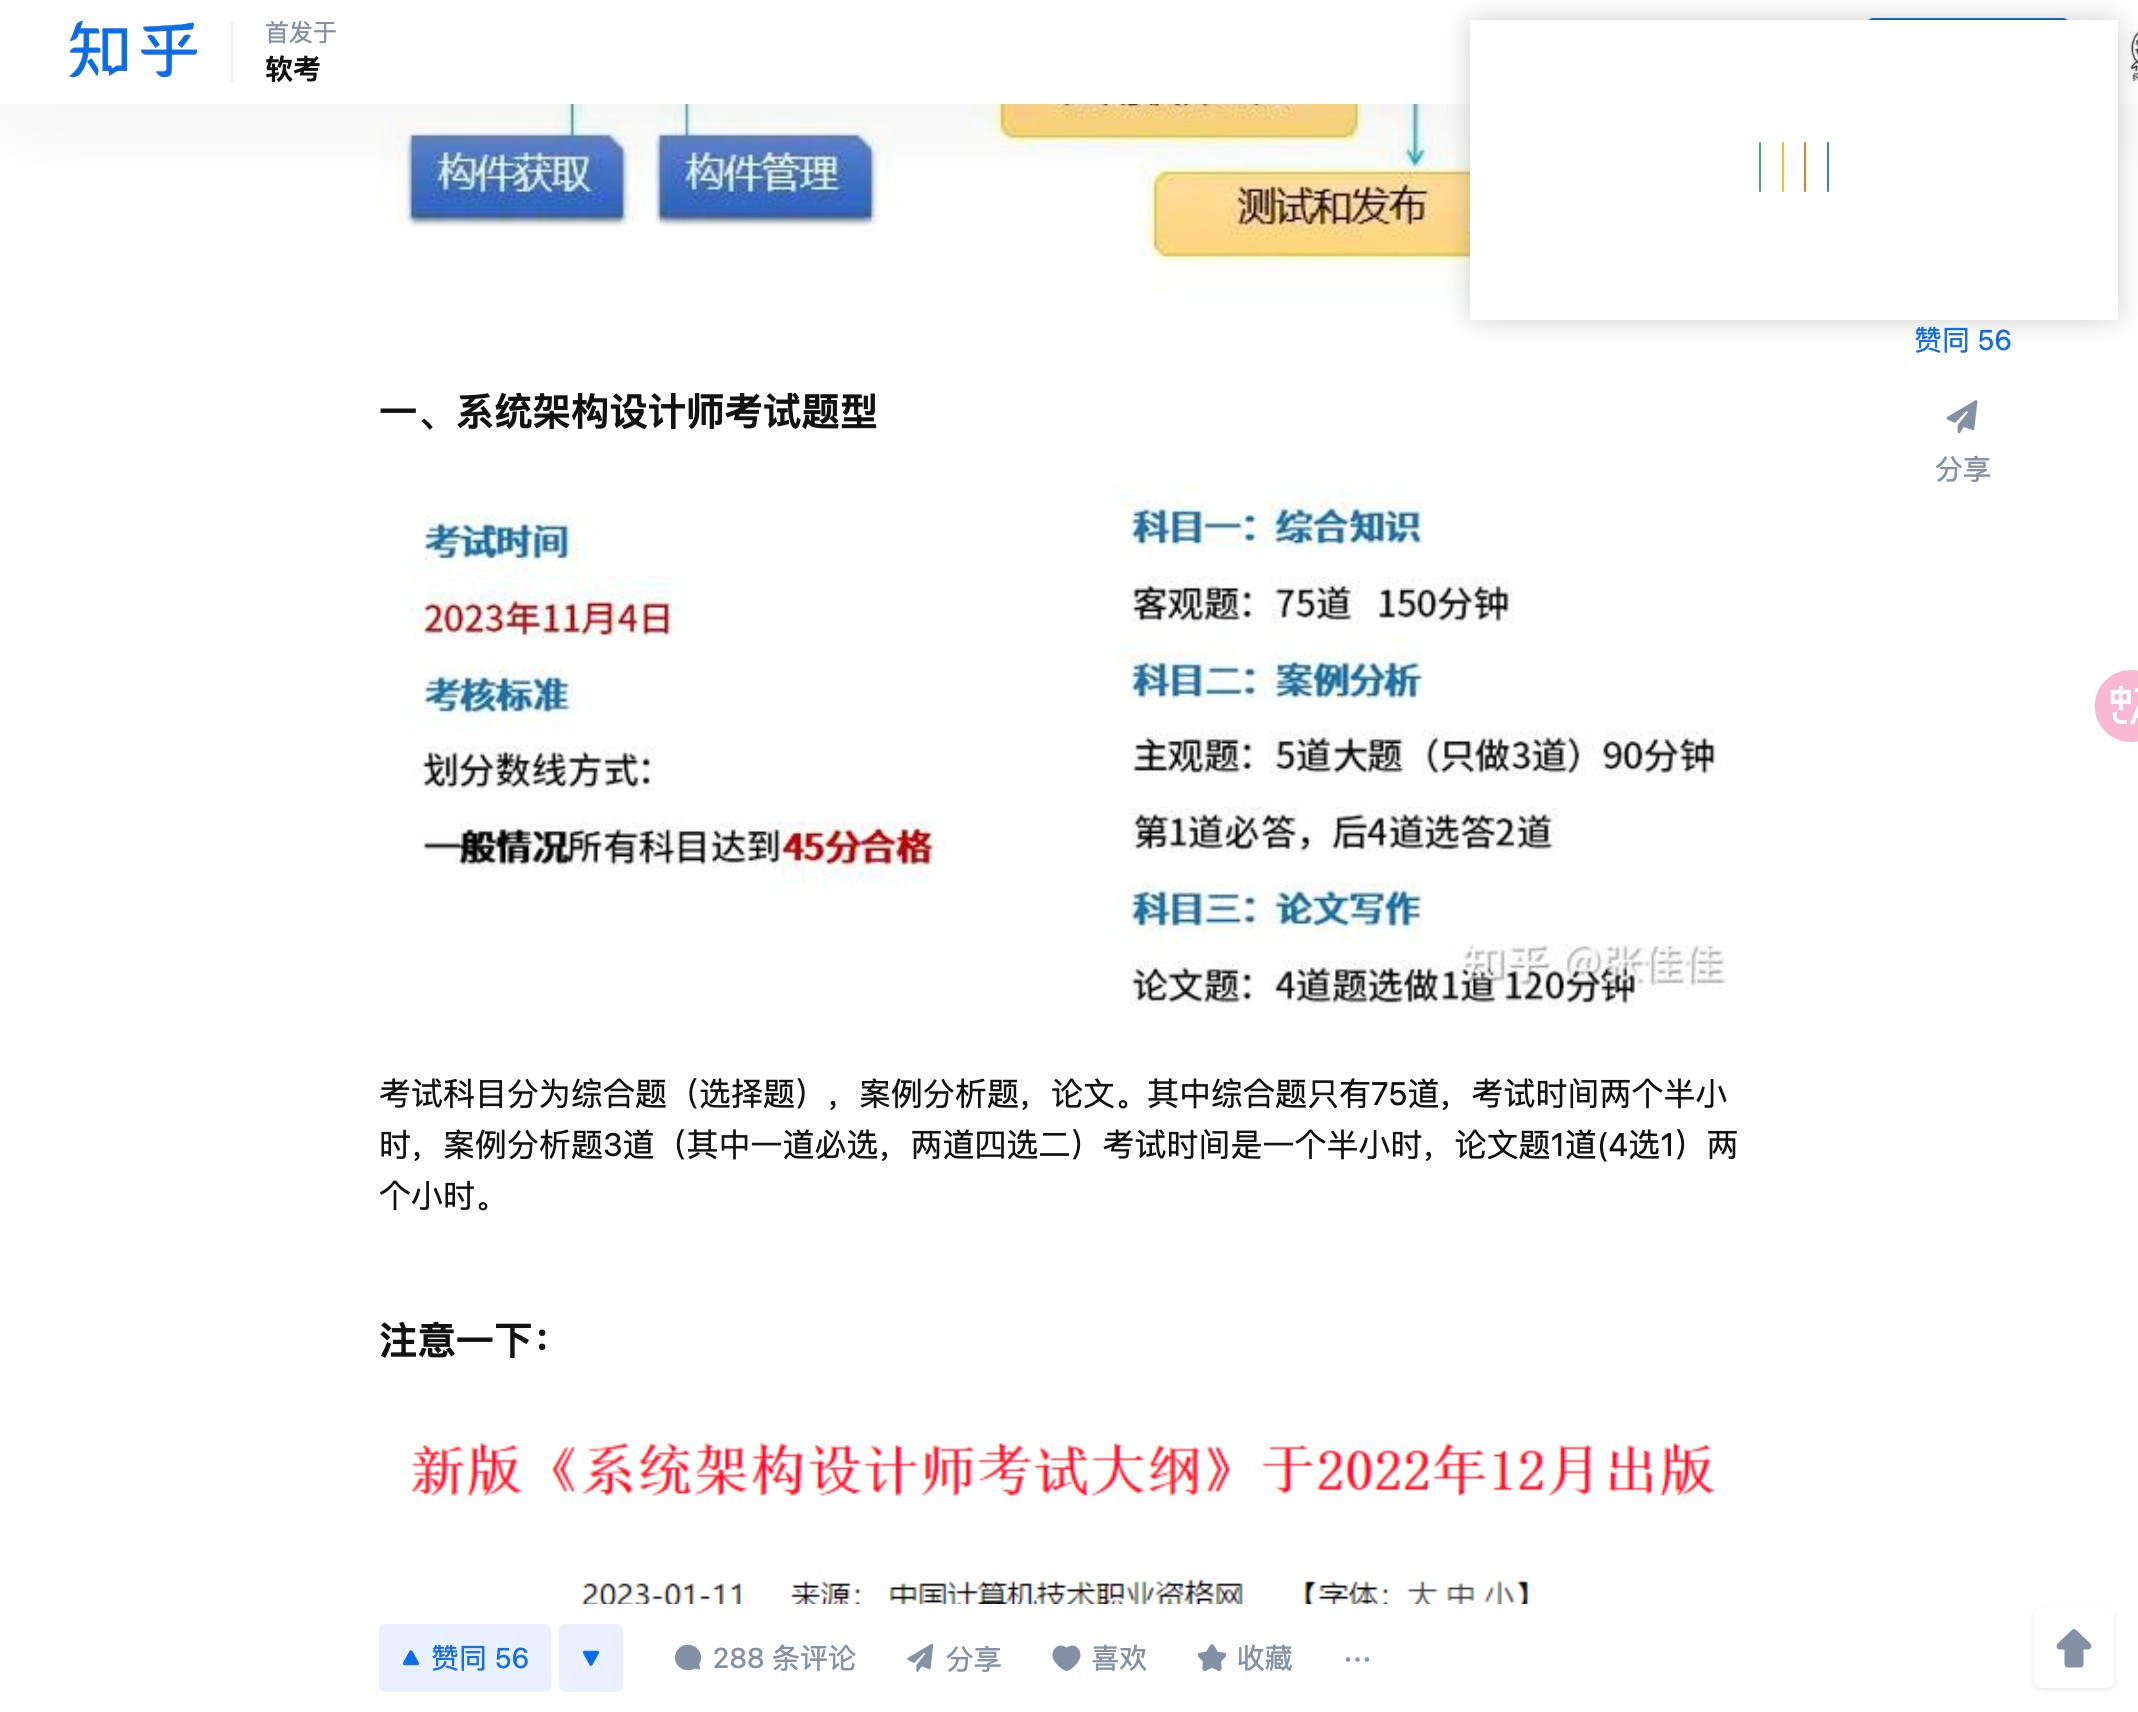 知乎
首发于
软考
构件获取
构件管理
测试和发布
赞同 56
分享
一、系统架构设计师考试题型
考试时间
2023年11月4日
考核标准
划分数线方式：
一般情况所有科目达到45分合格
科目一：综合知识
客观题：75道 150分钟
科目二：案例分析
主观题：5道大题（只做3道）90分钟
第1道必答，后4道选答2道
科目三：论文写作
知乎 @张佳佳
论文题：4道题选做1道 120分钟
考试科目分为综合题（选择题），案例分析题，论文。其中综合题只有75道，考试时间两个半小
时，案例分析题3道（其中一道必选，两道四选二）考试时间是一个半小时，论文题1道(4选1）两
个小时。
注意一下：
新版《系统架构设计师考试大纲》于2022年12月出版
2023-01-11 来源： 中国计算机技术职业资格网 【字体：大 中 小】
赞同 56
288 条评论
分享
喜欢
收藏